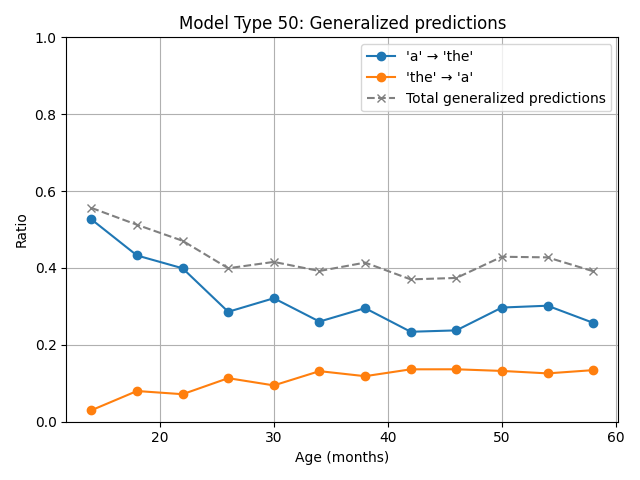 Model Type 50: Generalized predictions
1.0
0.8
0.6
0.4
0.2
0.0
Ratio
'a' → 'the'
'the' → 'a'
Total generalized predictions
20
30
40
50
60
Age (months)